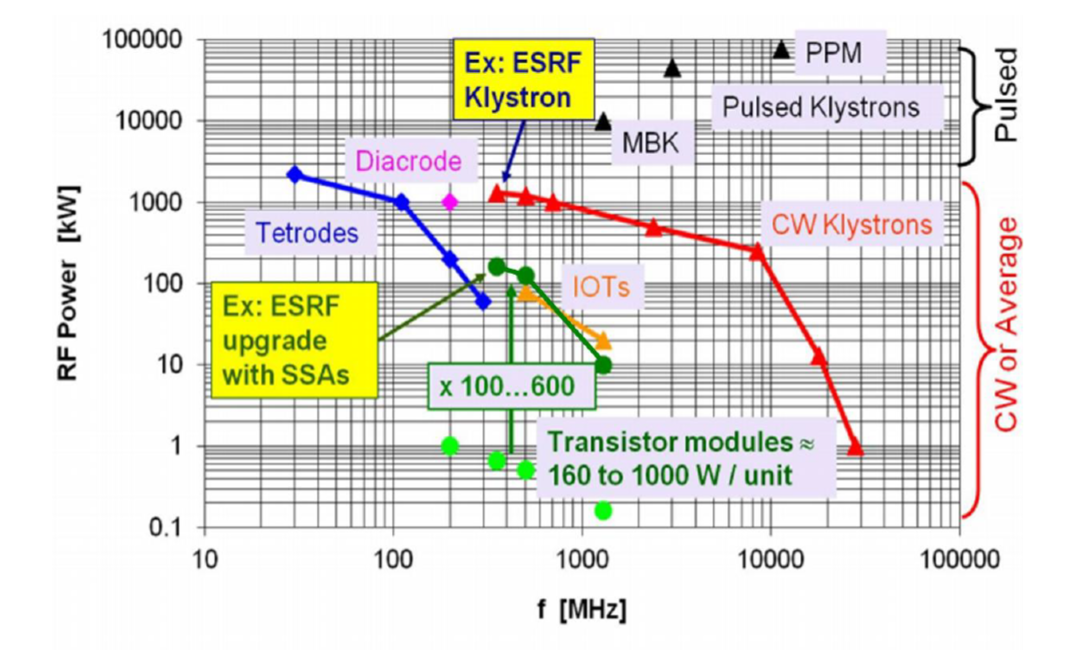 100000
10000
1000
100
10
1
0.1
RF Power [kW]
10
100
1000
10000
100000
f [MHz]
Ex: ESRF
Klystron
PPM
Pulsed Klystrons
MBK
Pulsed
Diacrode
Tetrodes
CW Klystrons
IOTs
CW or Average
Ex: ESRF
upgrade
with SSAs
x 100...600
Transistor modules ≈
160 to 1000 W / unit